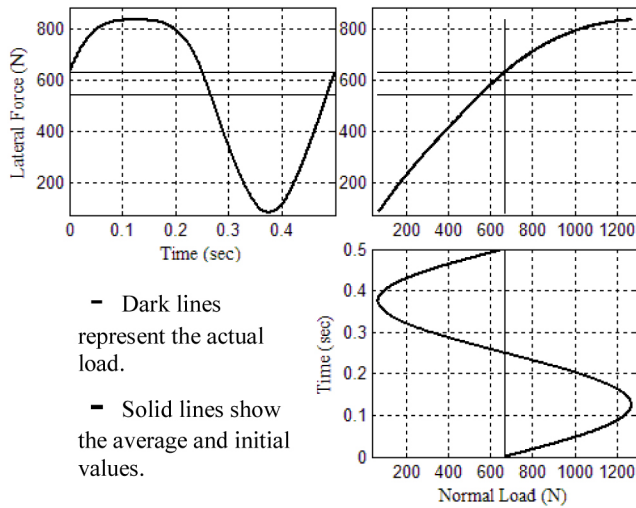 Lateral Force (N)
800
600
400
200
0 0.1 0.2 0.3 0.4
Time (sec)
800
600
400
200
200 400 600 800 1000 1200
- Dark lines
represent the actual
load.
- Solid lines show
the average and initial
values.
Time (sec)
0.5
0.4
0.3
0.2
0.1
0
200 400 600 800 1000 1200
Normal Load (N)